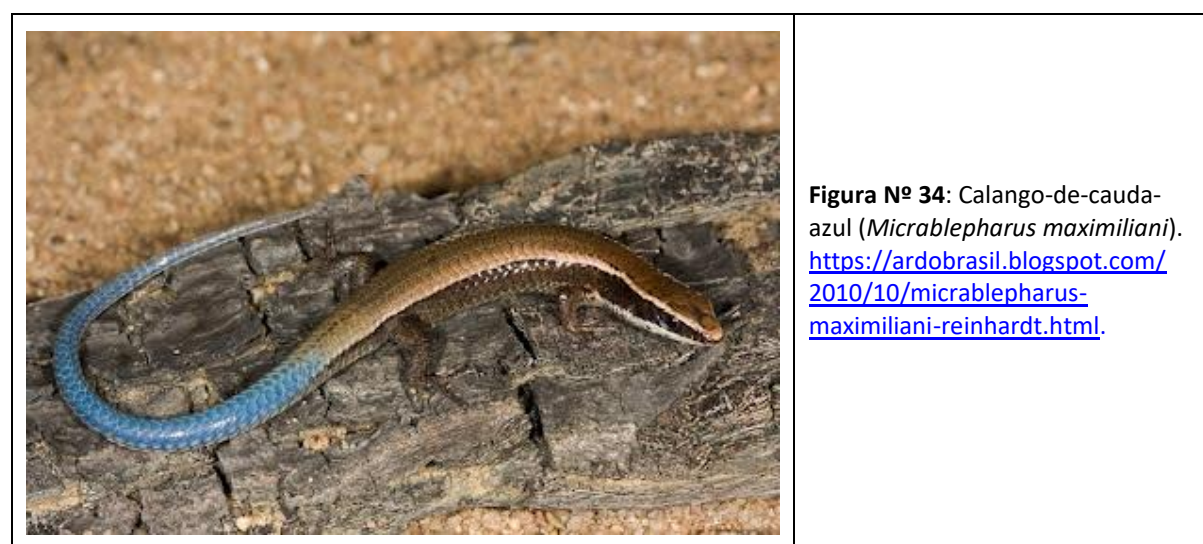 Figura Nº 34: Calango-de-cauda-
azul (Micrablepharus maximiliani).
https://ardobrasil.blogspot.com/
2010/10/micrablepharus-
maximiliani-reinhardt.html.